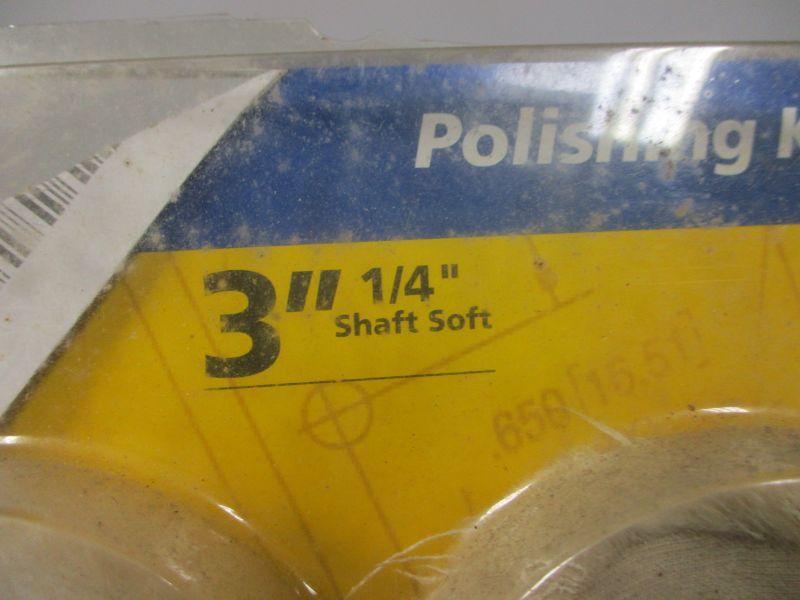 Polishing K
3" 1/4"
Shaft Soft
.650 [16.51]